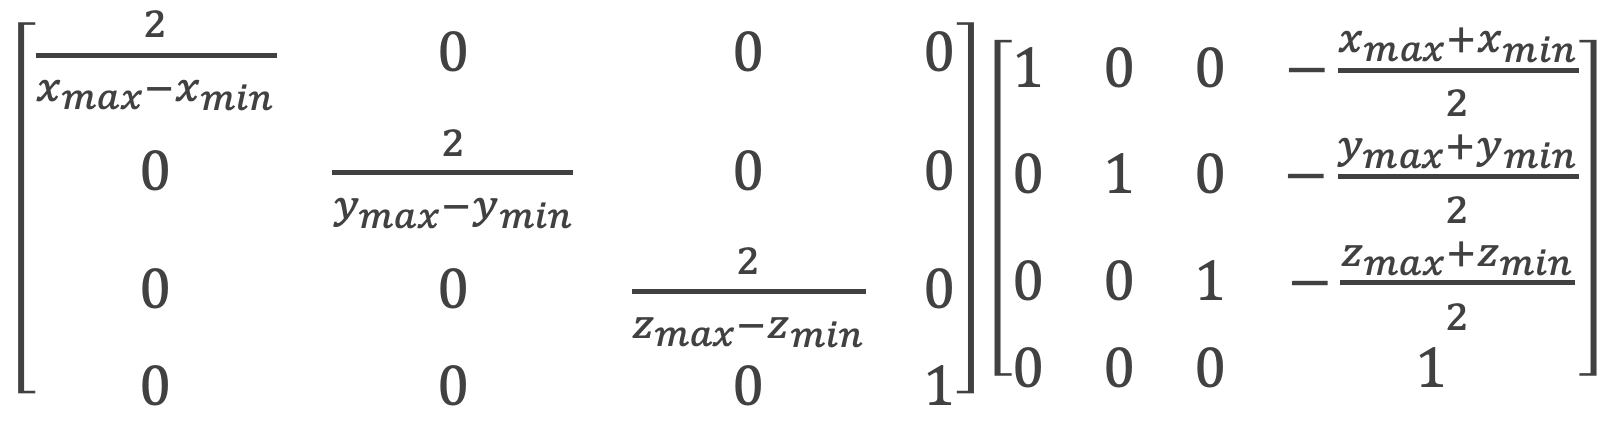 [ 2/(x_max−x_min) 0 0 0 ] [ 1 0 0 −(x_max+x_min)/2 ]
[ 0 2/(y_max−y_min) 0 0 ] [ 0 1 0 −(y_max+y_min)/2 ]
[ 0 0 2/(z_max−z_min) 0 ] [ 0 0 1 −(z_max+z_min)/2 ]
[ 0 0 0 1 ] [ 0 0 0 1 ]